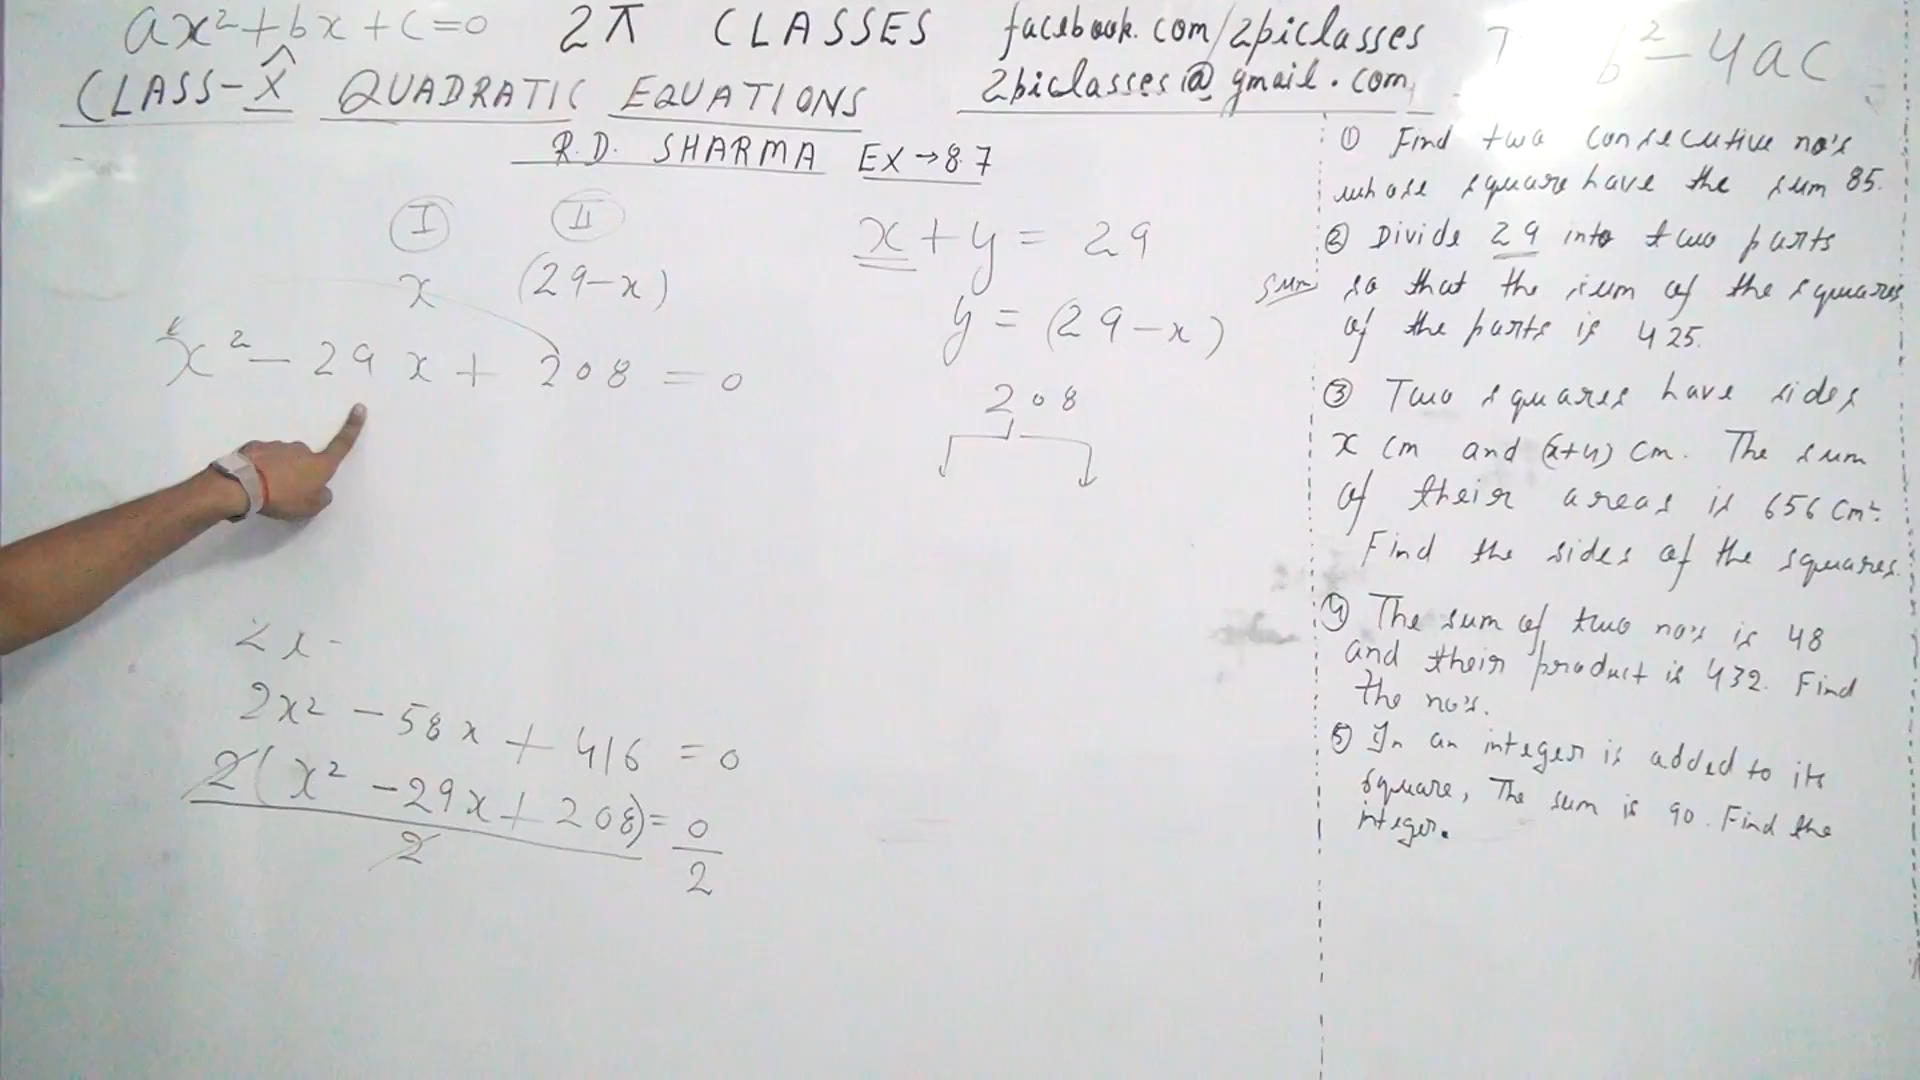 ax²+bx+c=0 2π CLASSES facebook.com/2piclasses b²-4ac
CLASS-X QUADRATIC EQUATIONS 2piclasses@gmail.com
R.D. SHARMA EX→8.7
I II
x (29-x)
x²-29x+208=0
2x²-58x+416=0
2(x²-29x+208)=0
2 2
x+y=29
y=(29-x)
208
① Find two consecutive no's
whose square have the sum 85.
② Divide 29 into two parts
sum so that the sum of the squares
of the parts is 425.
③ Two squares have sides
x cm and (x+4) cm. The sum
of their areas is 656 cm².
Find the sides of the squares.
④ The sum of two no's is 48
and their product is 432. Find
the no's.
⑤ In an integer is added to its
square, The sum is 90. Find the
integer.